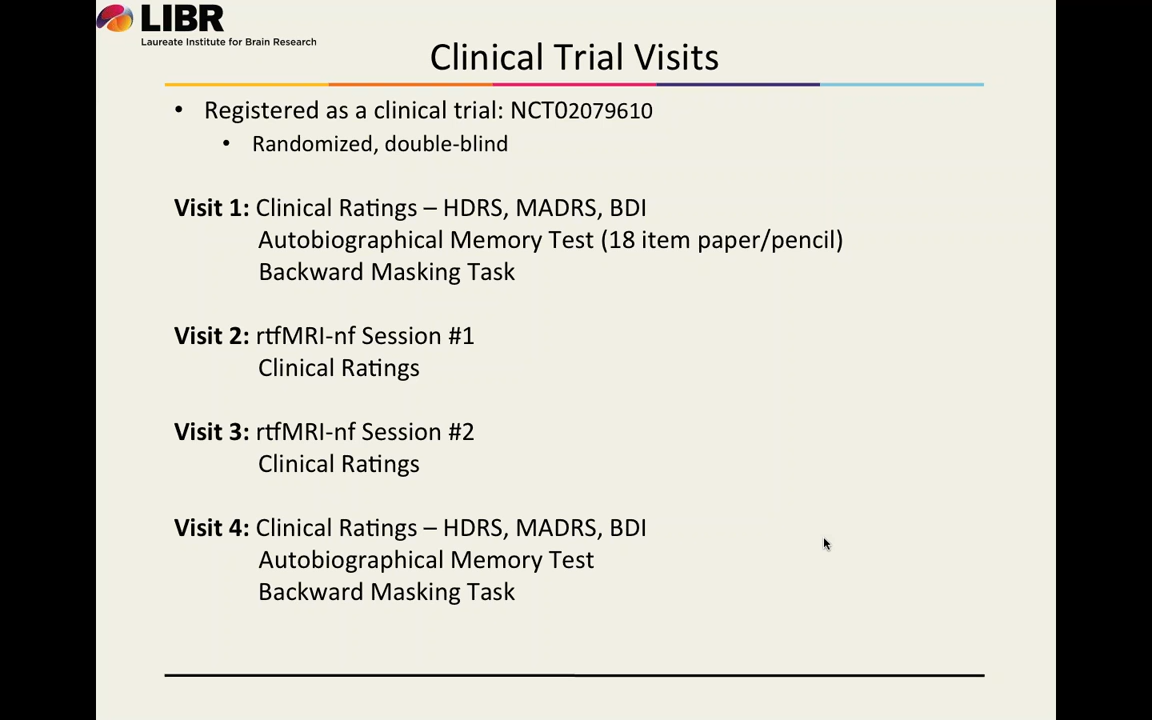 LIBR
Laureate Institute for Brain Research
Clinical Trial Visits
• Registered as a clinical trial: NCT02079610
• Randomized, double-blind
Visit 1: Clinical Ratings – HDRS, MADRS, BDI
Autobiographical Memory Test (18 item paper/pencil)
Backward Masking Task
Visit 2: rtfMRI-nf Session #1
Clinical Ratings
Visit 3: rtfMRI-nf Session #2
Clinical Ratings
Visit 4: Clinical Ratings – HDRS, MADRS, BDI
Autobiographical Memory Test
Backward Masking Task